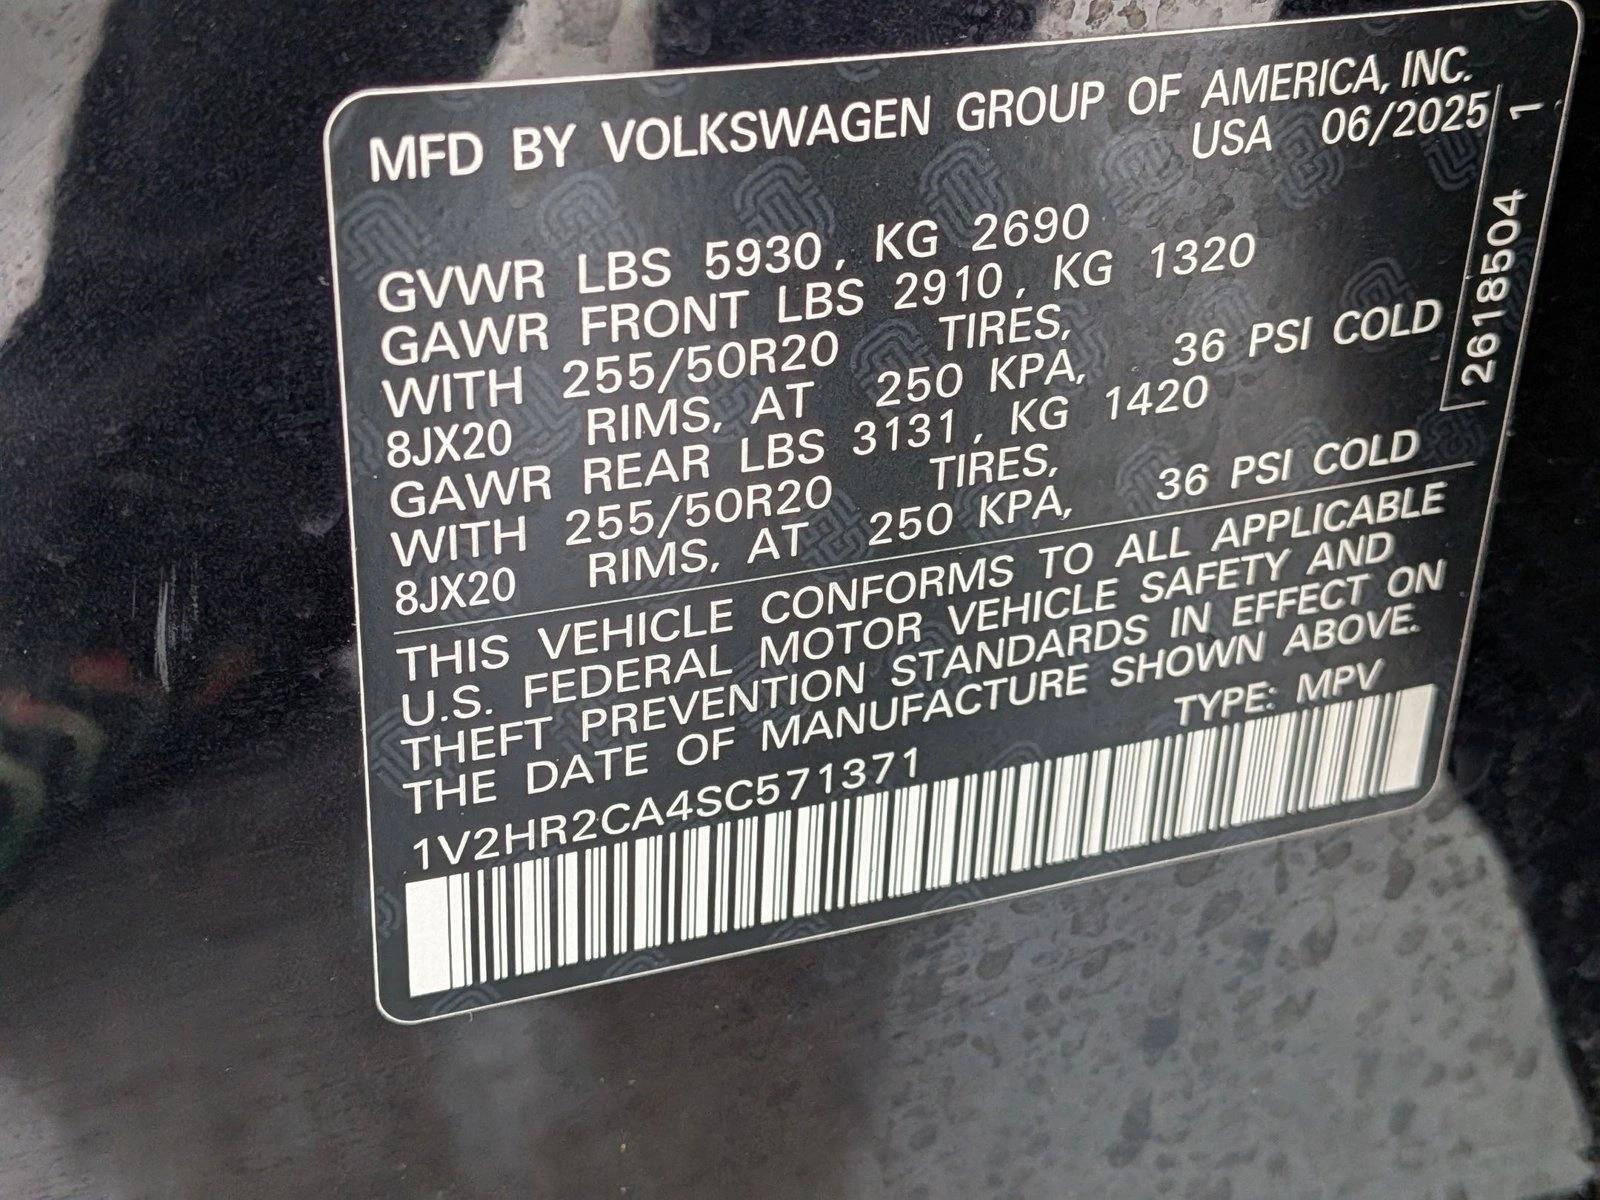 MFD BY VOLKSWAGEN GROUP OF AMERICA, INC.
USA 06/2025
GVWR LBS 5930, KG 2690
GAWR FRONT LBS 2910, KG 1320
WITH 255/50R20 TIRES,
8JX20 RIMS, AT 250 KPA, 36 PSI COLD
GAWR REAR LBS 3131, KG 1420
WITH 255/50R20 TIRES,
8JX20 RIMS, AT 250 KPA, 36 PSI COLD
THIS VEHICLE CONFORMS TO ALL APPLICABLE
U.S. FEDERAL MOTOR VEHICLE SAFETY AND
THEFT PREVENTION STANDARDS IN EFFECT ON
THE DATE OF MANUFACTURE SHOWN ABOVE.
1V2HR2CA4SC571371 TYPE: MPV
2618504 1